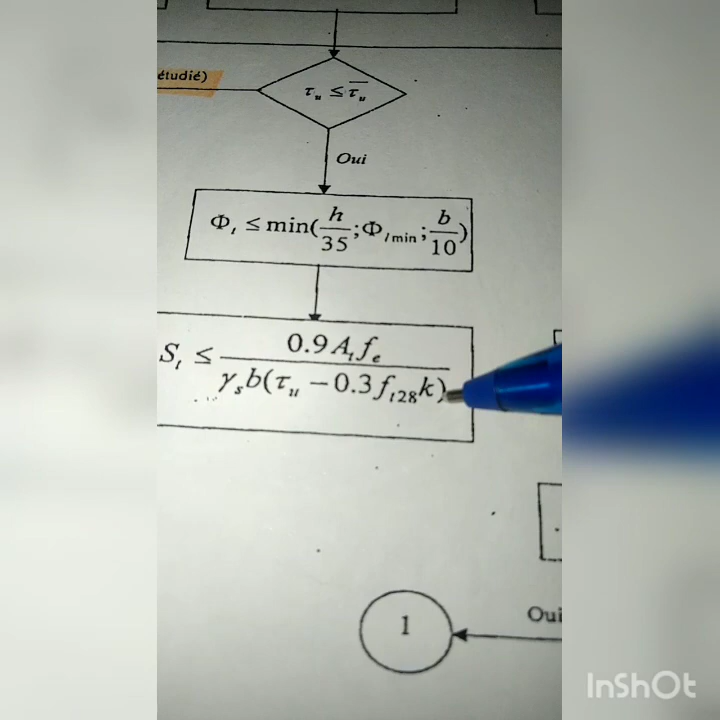 étudié)
τu ≤ τ̅u
Oui
Φt ≤ min(h/35;Φl min;b/10)
St ≤ 0.9 At fe / γs b(τu − 0.3 ft28 k)
Oui
1
InShOt